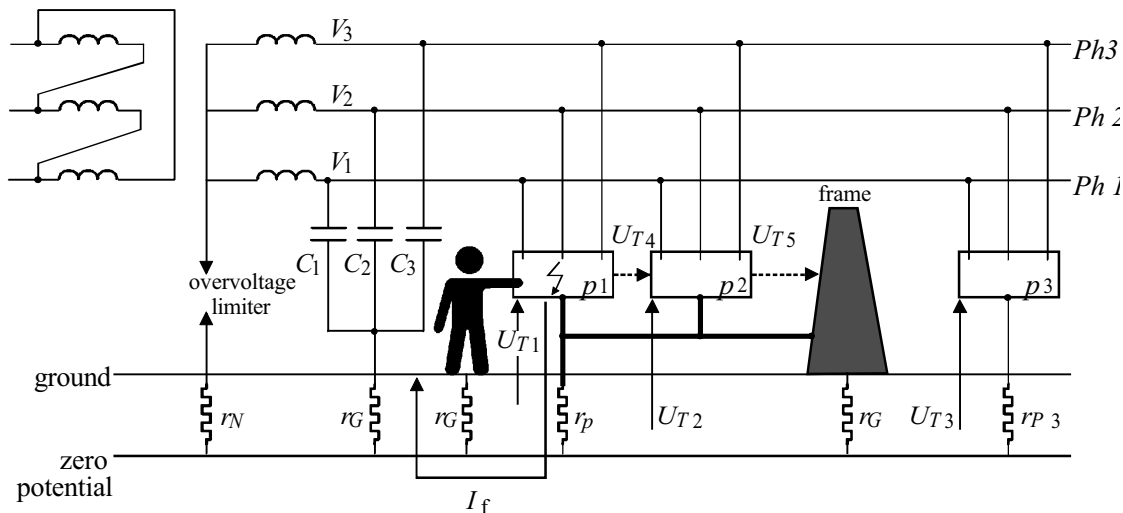 V3
Ph3
V2
Ph 2
V1
Ph 1
frame
UT4
UT5
C1
C2
C3
overvoltage
limiter
p1
p2
p3
UT1
ground
rN
rG
rG
rp
UT2
rG
UT3
rP 3
zero
potential
If